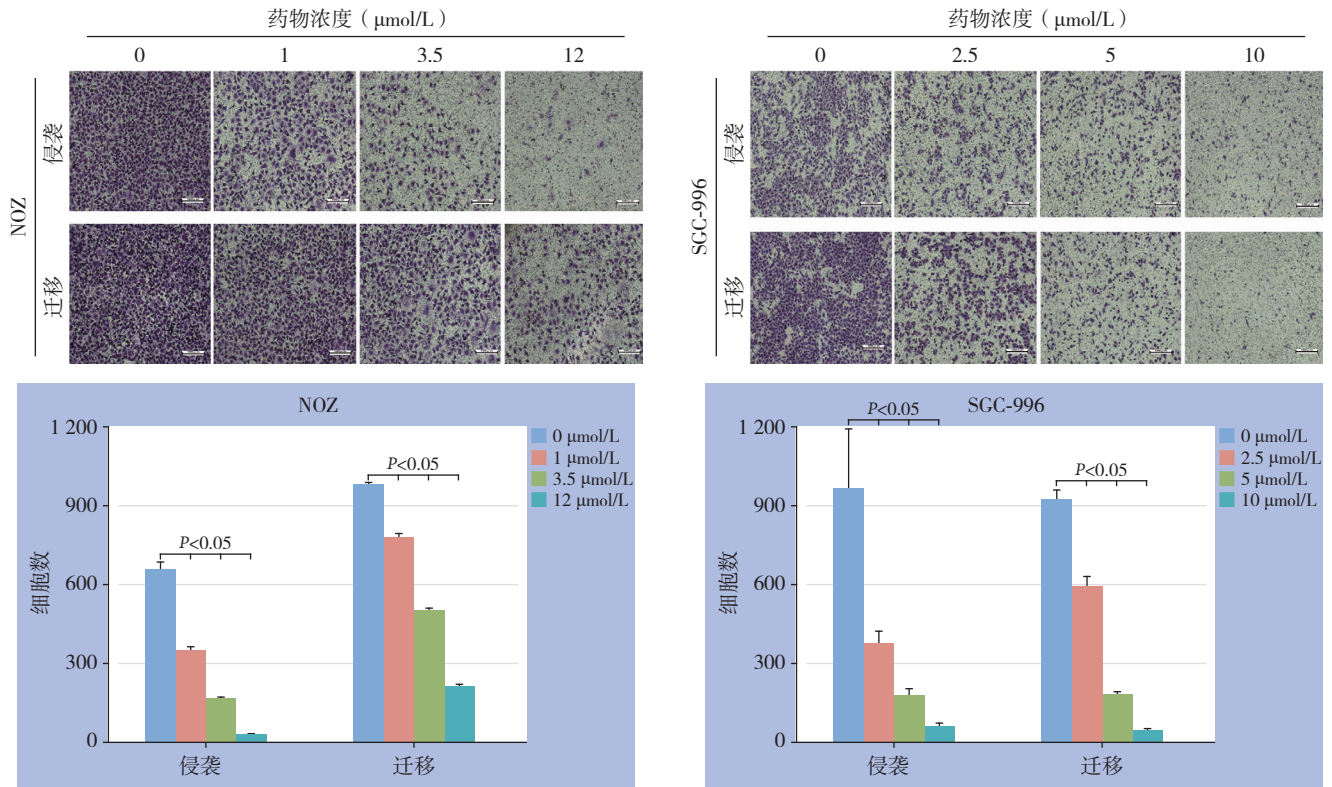 药物浓度（μmol/L）
0 1 3.5 12
NOZ
侵袭
迁移
药物浓度（μmol/L）
0 2.5 5 10
SGC-996
侵袭
迁移
NOZ
细胞数
1 200
900
600
300
0
P<0.05
P<0.05
侵袭 迁移
0 μmol/L
1 μmol/L
3.5 μmol/L
12 μmol/L
SGC-996
细胞数
1 200
900
600
300
0
P<0.05
P<0.05
侵袭 迁移
0 μmol/L
2.5 μmol/L
5 μmol/L
10 μmol/L